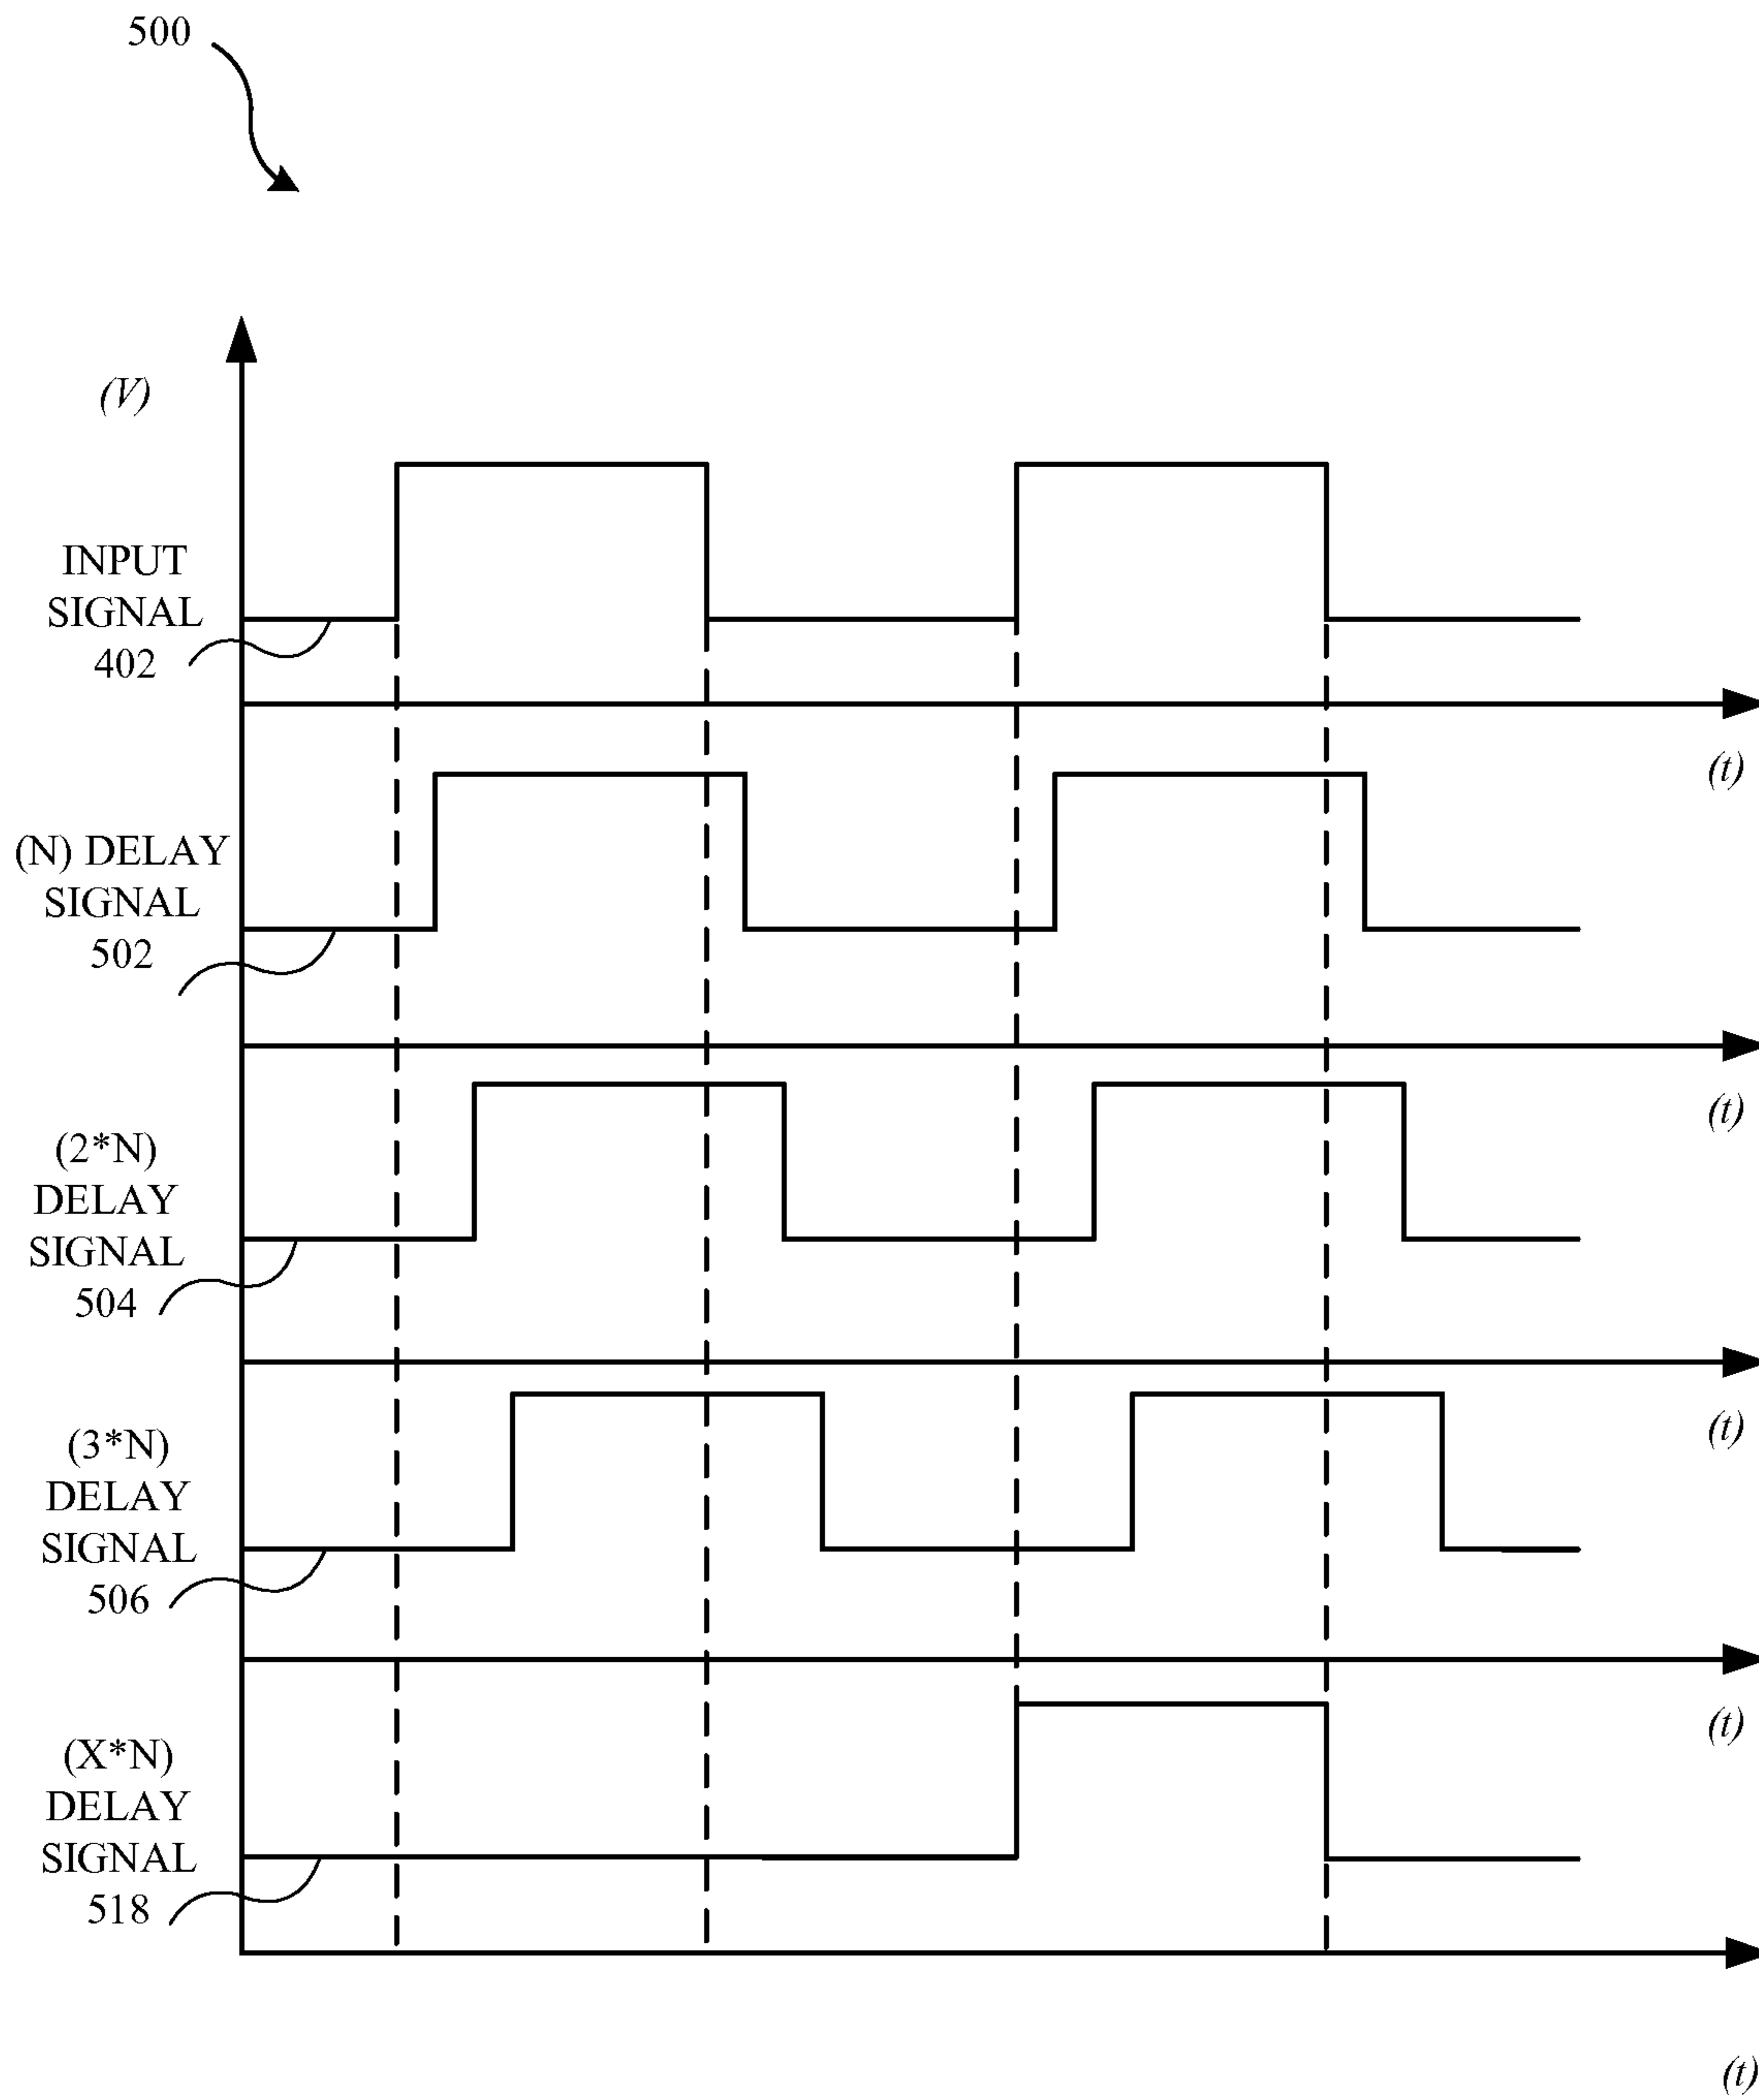 500
(V)
INPUT
SIGNAL
402
(t)
(N) DELAY
SIGNAL
502
(t)
(2*N)
DELAY
SIGNAL
504
(t)
(3*N)
DELAY
SIGNAL
506
(t)
(X*N)
DELAY
SIGNAL
518
(t)